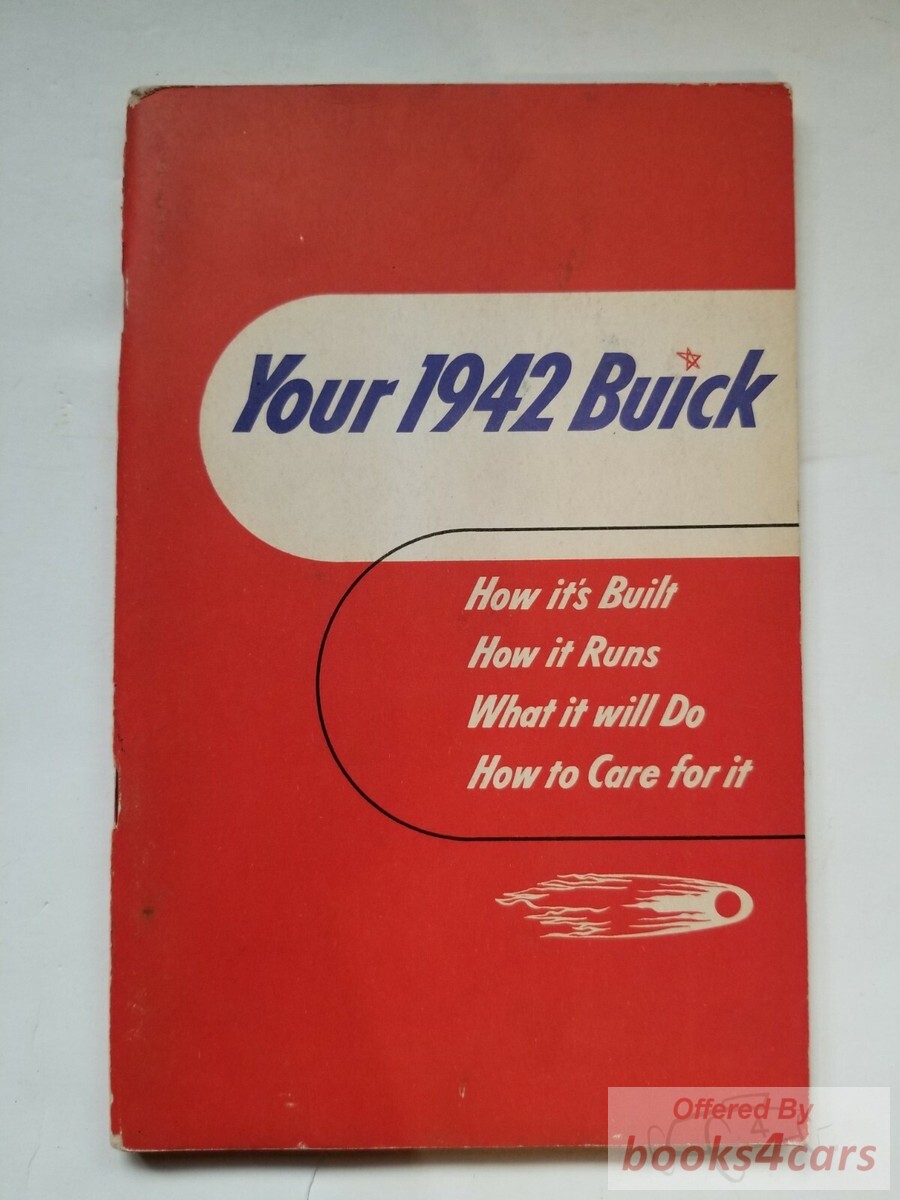 Your 1942 Buick
How it's Built
How it Runs
What it will Do
How to Care for it
Offered By
books4cars